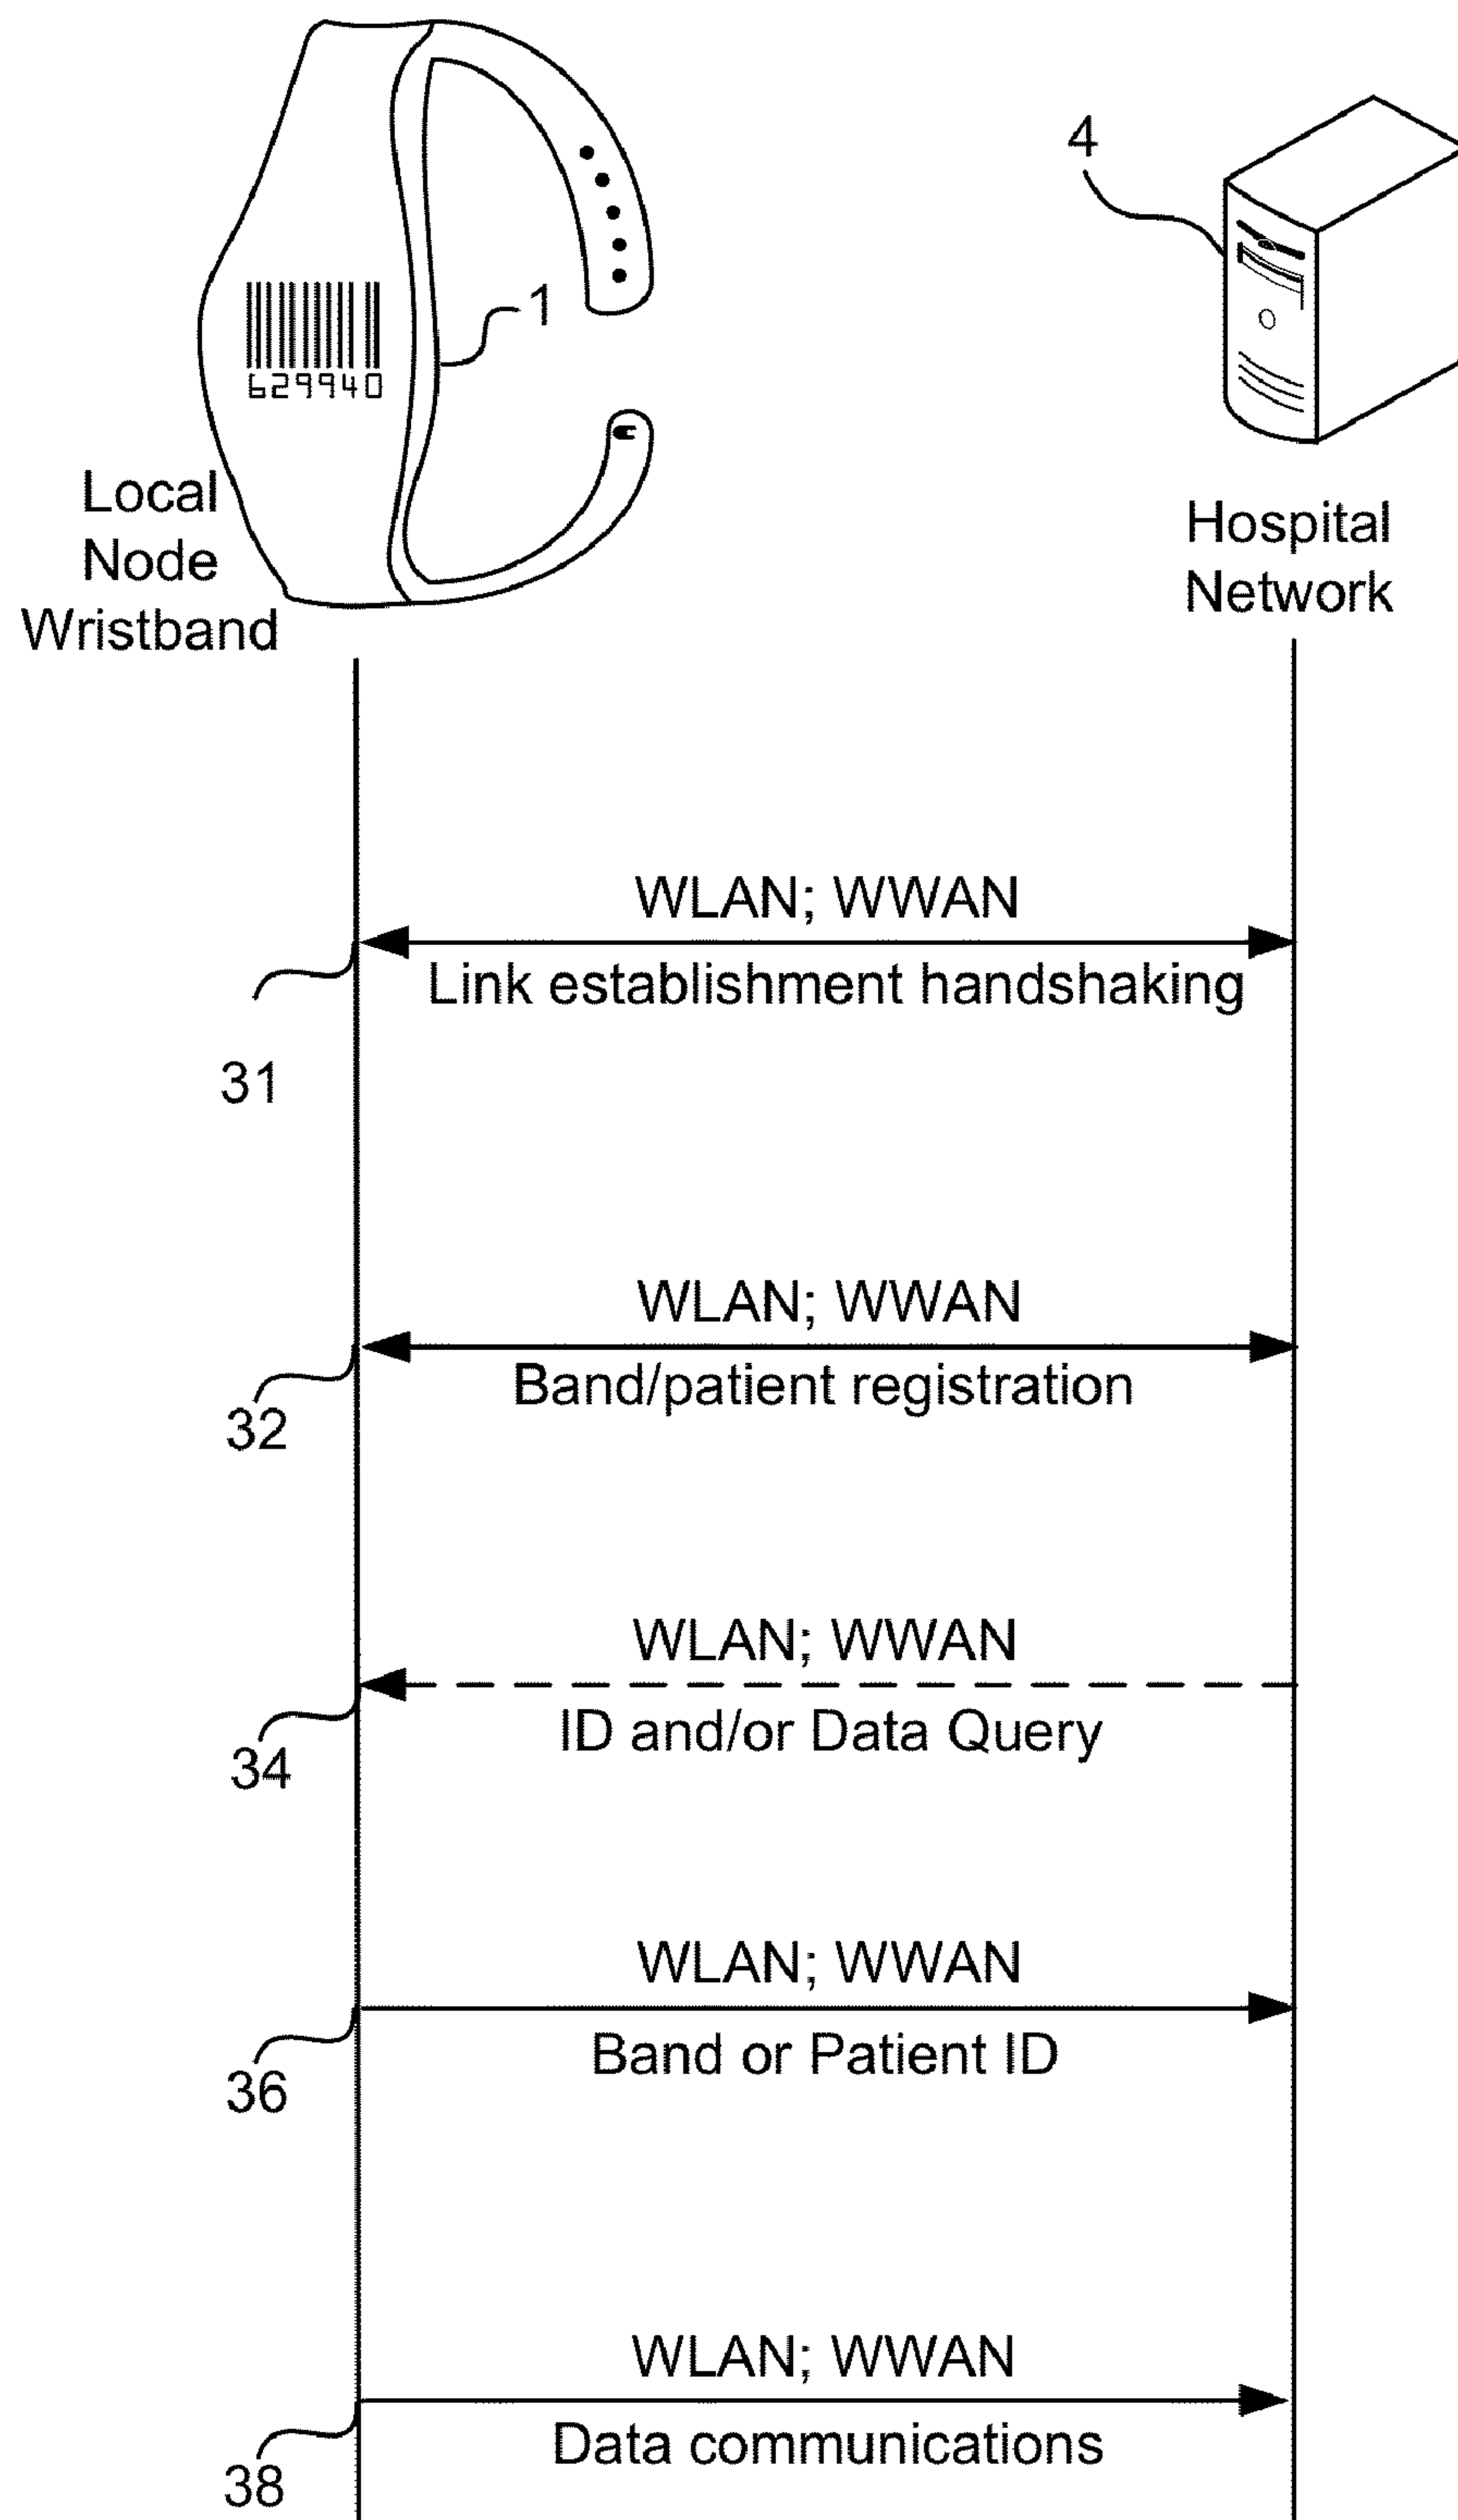 4
1
629940
Local
Node
Wristband
Hospital
Network
WLAN; WWAN
Link establishment handshaking
31
WLAN; WWAN
Band/patient registration
32
WLAN; WWAN
ID and/or Data Query
34
WLAN; WWAN
Band or Patient ID
36
WLAN; WWAN
Data communications
38